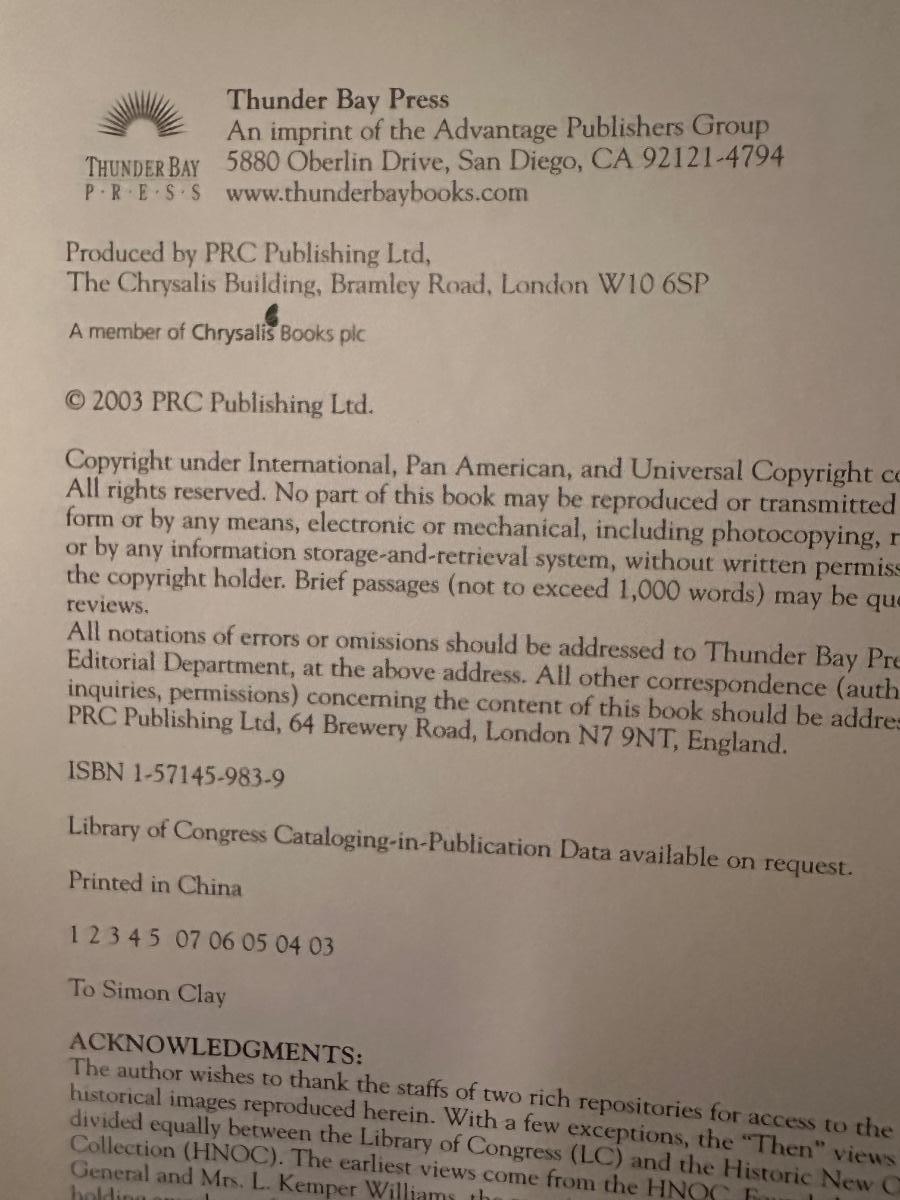 Thunder Bay Press
An imprint of the Advantage Publishers Group
5880 Oberlin Drive, San Diego, CA 92121-4794
www.thunderbaybooks.com
THUNDER BAY
P·R·E·S·S
Produced by PRC Publishing Ltd,
The Chrysalis Building, Bramley Road, London W10 6SP
A member of Chrysalis Books plc
© 2003 PRC Publishing Ltd.
Copyright under International, Pan American, and Universal Copyright
All rights reserved. No part of this book may be reproduced or transmitted
form or by any means, electronic or mechanical, including photocopying,
or by any information storage-and-retrieval system, without written
the copyright holder. Brief passages (not to exceed 1,000 words) may be
reviews.
All notations of errors or omissions should be addressed to Thunder Bay
Editorial Department, at the above address. All other correspondence
inquiries, permissions) concerning the content of this book should be
PRC Publishing Ltd, 64 Brewery Road, London N7 9NT, England.
ISBN 1-57145-983-9
Library of Congress Cataloging-in-Publication Data available on request.
Printed in China
1 2 3 4 5 07 06 05 04 03
To Simon Clay
ACKNOWLEDGMENTS:
The author wishes to thank the staffs of two rich repositories for access to the
historical images reproduced herein. With a few exceptions, the "Then" views
divided equally between the Library of Congress (LC) and the Historic New
Collection (HNOC). The earliest views come from the HNOC.
General and Mrs. L. Kemper Williams, the